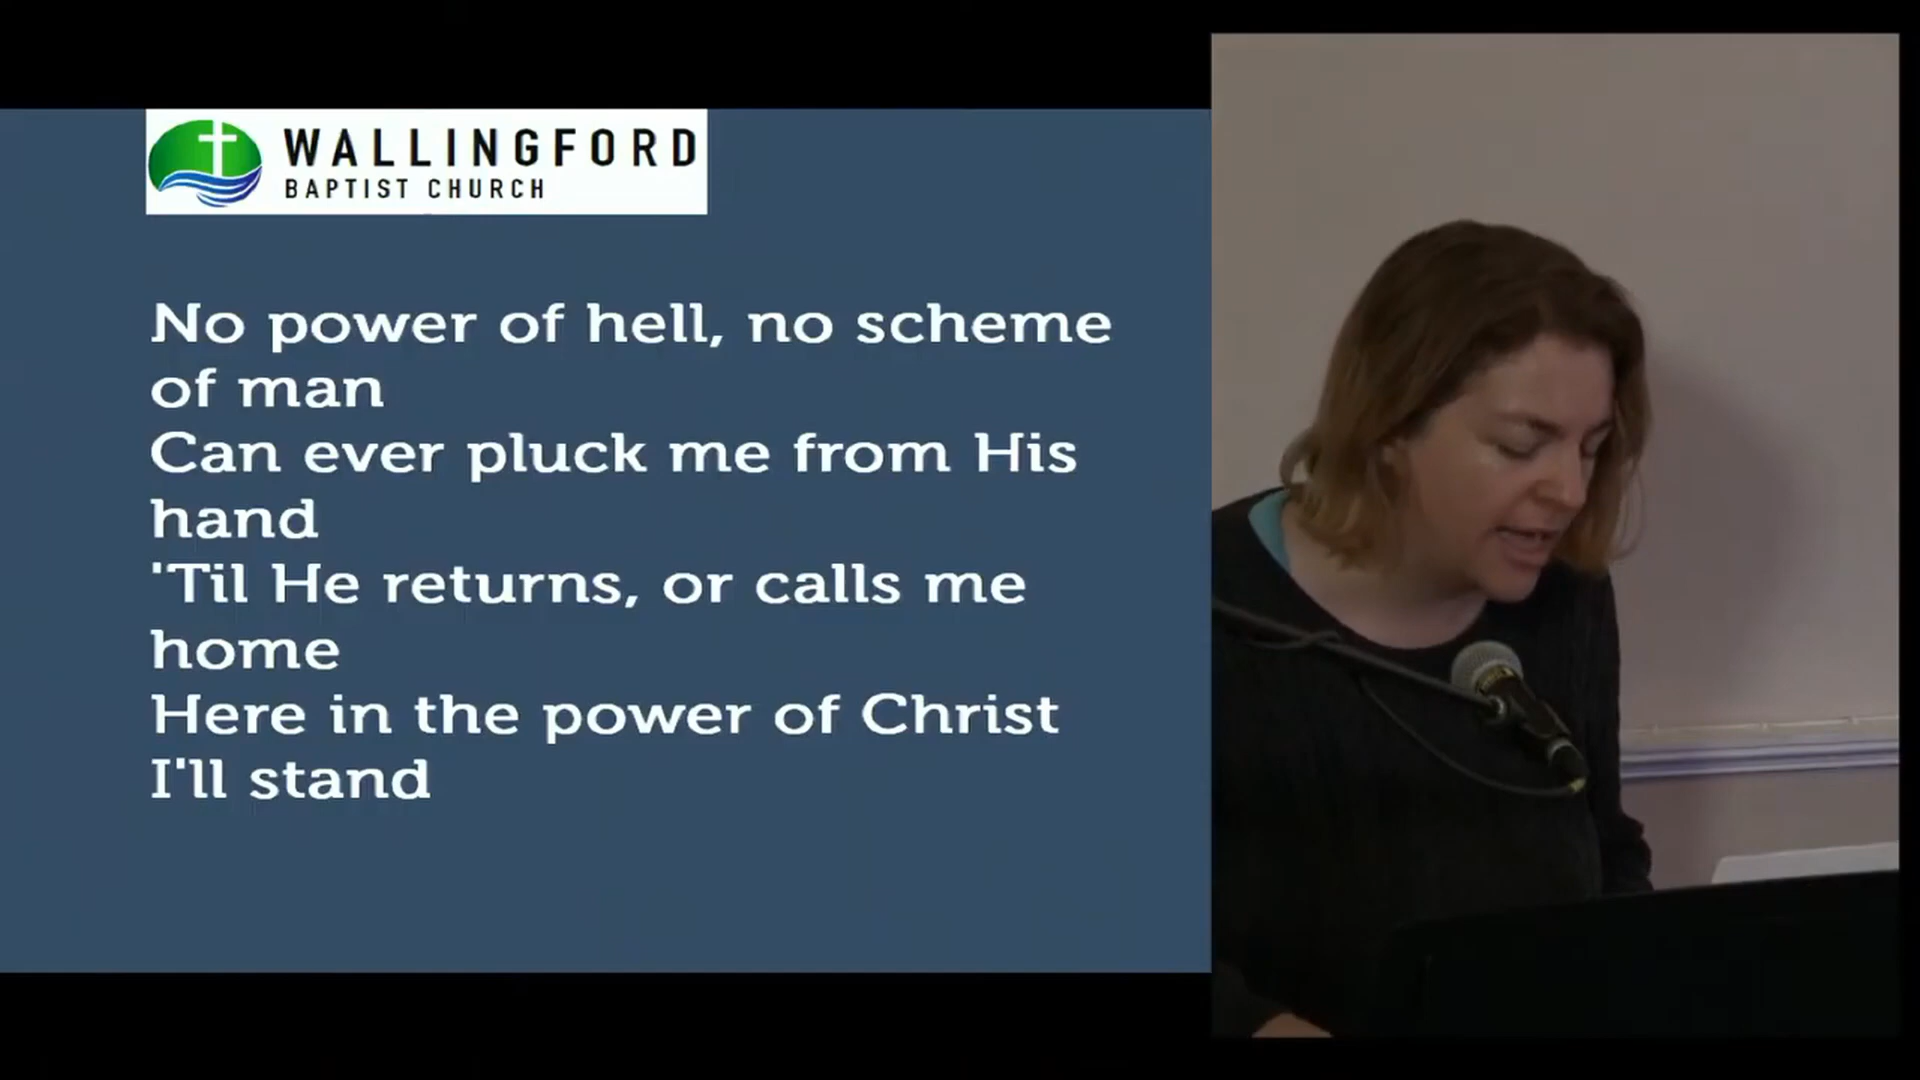 WALLINGFORD
BAPTIST CHURCH
No power of hell, no scheme
of man
Can ever pluck me from His
hand
'Til He returns, or calls me
home
Here in the power of Christ
I'll stand